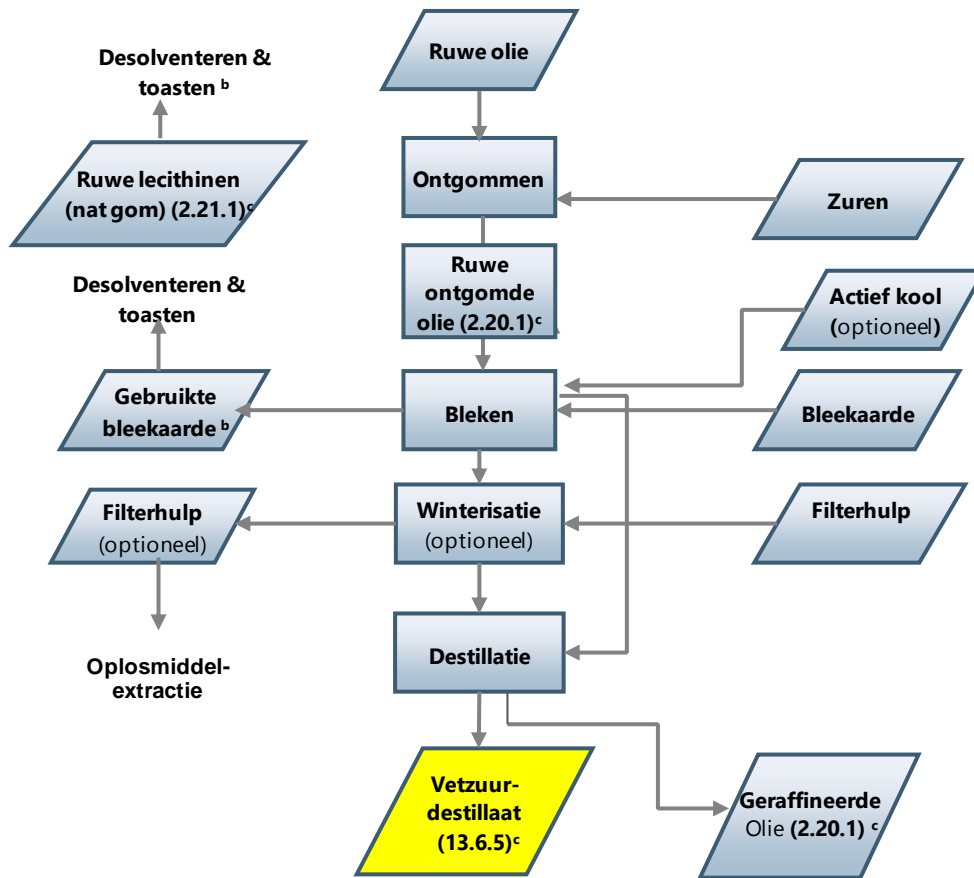 Ruwe olie
Desolventeren &
toasten ᵇ
Ontgommen
Ruwe lecithinen
(nat gom) (2.21.1)ᶜ
Zuren
Ruwe
ontgomde
olie (2.20.1)ᶜ
Desolventeren &
toasten
Actief kool
(optioneel)
Gebruikte
bleekaarde ᵇ
Bleken
Bleekaarde
Filterhulp
(optioneel)
Winterisatie
(optioneel)
Filterhulp
Oplosmiddel-
extractie
Destillatie
Vetzuur-
destillaat
(13.6.5)ᶜ
Geraffineerde
Olie (2.20.1) ᶜ